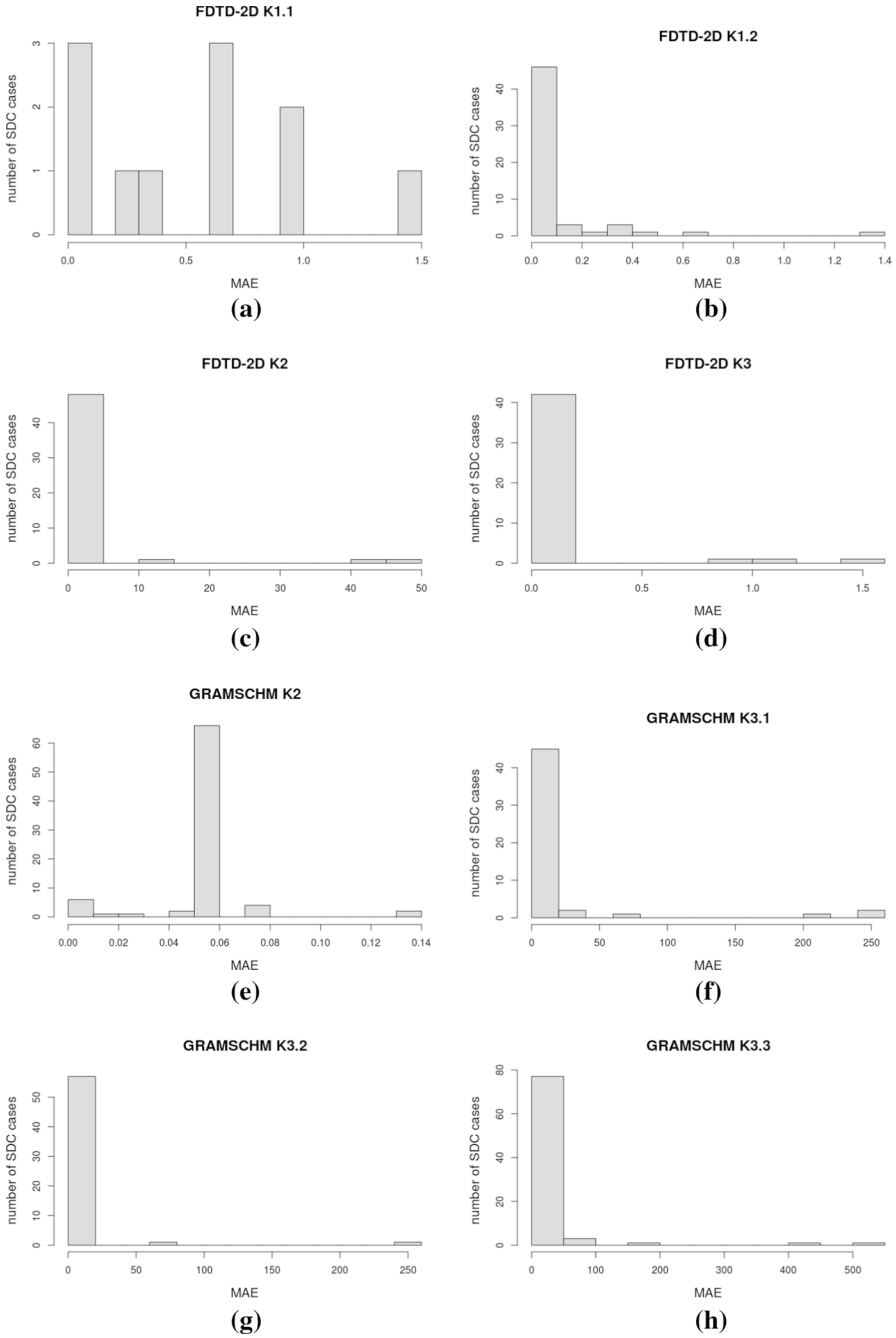 FDTD-2D K1.1
number of SDC cases
0 1 2 3
0.0 0.5 1.0 1.5
MAE
(a)
FDTD-2D K1.2
number of SDC cases
0 10 20 30 40
0.0 0.2 0.4 0.6 0.8 1.0 1.2 1.4
MAE
(b)
FDTD-2D K2
number of SDC cases
0 10 20 30 40
0 10 20 30 40 50
MAE
(c)
FDTD-2D K3
number of SDC cases
0 10 20 30 40
0.0 0.5 1.0 1.5
MAE
(d)
GRAMSCHM K2
number of SDC cases
0 10 20 30 40 50 60
0.00 0.02 0.04 0.06 0.08 0.10 0.12 0.14
MAE
(e)
GRAMSCHM K3.1
number of SDC cases
0 10 20 30 40
0 50 100 150 200 250
MAE
(f)
GRAMSCHM K3.2
number of SDC cases
0 10 20 30 40 50
0 50 100 150 200 250
MAE
(g)
GRAMSCHM K3.3
number of SDC cases
0 20 40 60 80
0 100 200 300 400 500
MAE
(h)